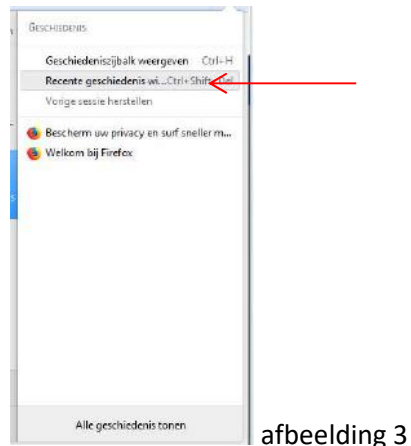 GESCHIEDENIS
Geschiedeniszijbalk weergeven Ctrl+H
Recente geschiedenis wi...Ctrl+Shift+Del
Vorige sessie herstellen
Bescherm uw privacy en surf sneller m...
Welkom bij Firefox
Alle geschiedenis tonen
afbeelding 3